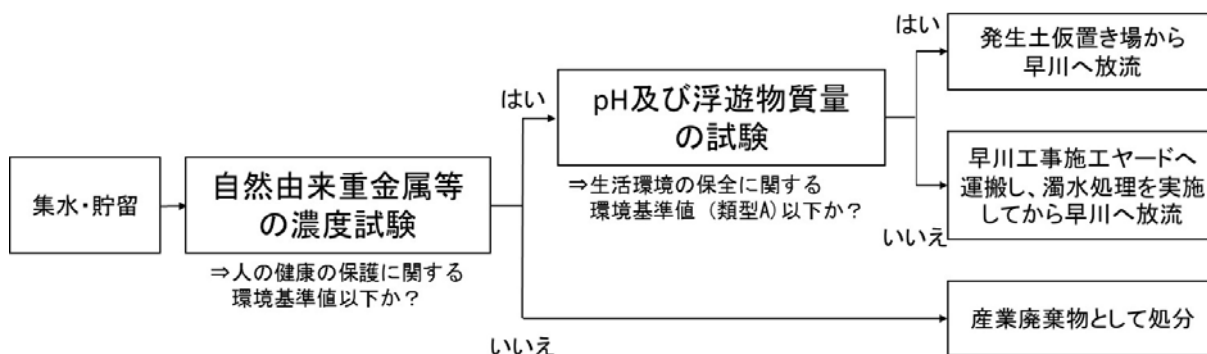 集水・貯留
自然由来重金属等
の濃度試験
⇒人の健康の保護に関する
環境基準値以下か？
はい
いいえ
pH及び浮遊物質量
の試験
⇒生活環境の保全に関する
環境基準値（類型A)以下か？
はい
いいえ
発生土仮置き場から
早川へ放流
早川工事施工ヤードへ
運搬し、濁水処理を実施
してから早川へ放流
産業廃棄物として処分